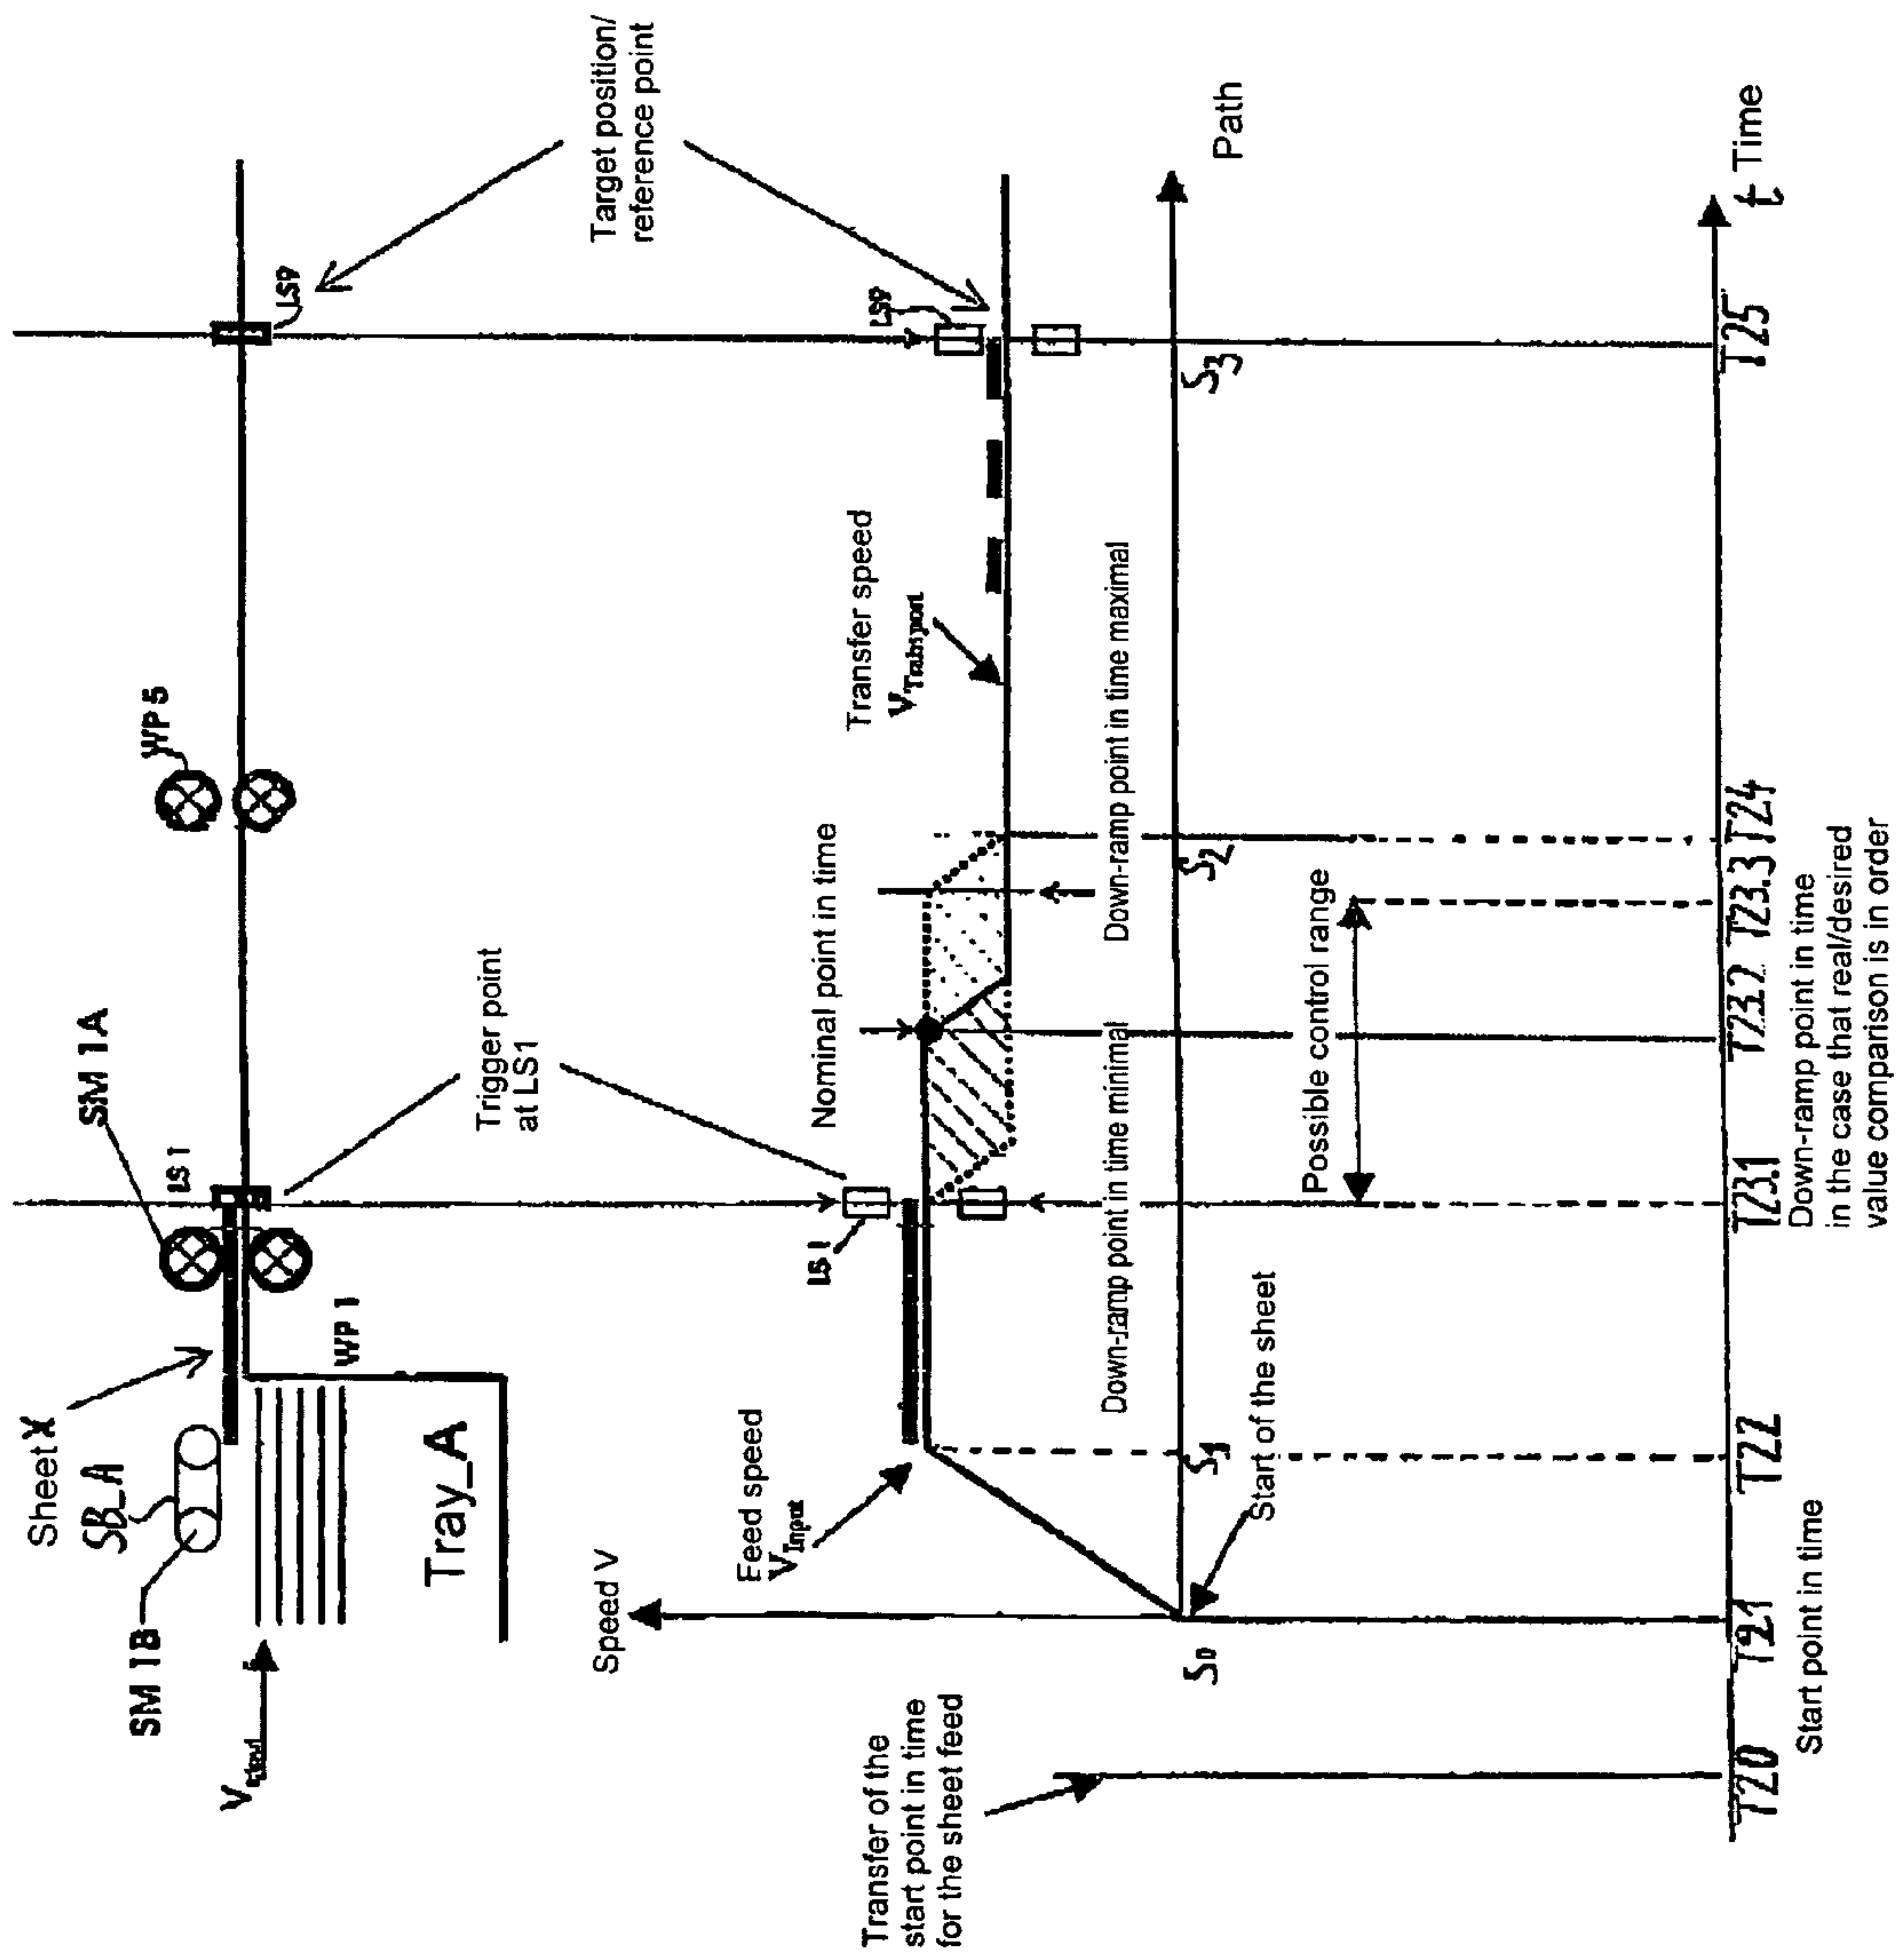 Sheet X
SB_A
SM 1B
SM 1A
LS 1
WP 1
WP 5
LS9
Tray_A
Trigger point
at LS1
Target position/
reference point
Speed V
Feed speed
V Input
LS 1
Nominal point in time
Transfer speed
LS9
Down-ramp point in time minimal
Down-ramp point in time maximal
Path
S0
S1
S2
S3
Start of the sheet
Possible control range
Transfer of the
start point in time
for the sheet feed
T20
T21
T22
T23.1
T23.2
T23.3
T24
T25
t Time
Start point in time
Down-ramp point in time
in the case that real/desired
value comparison is in order